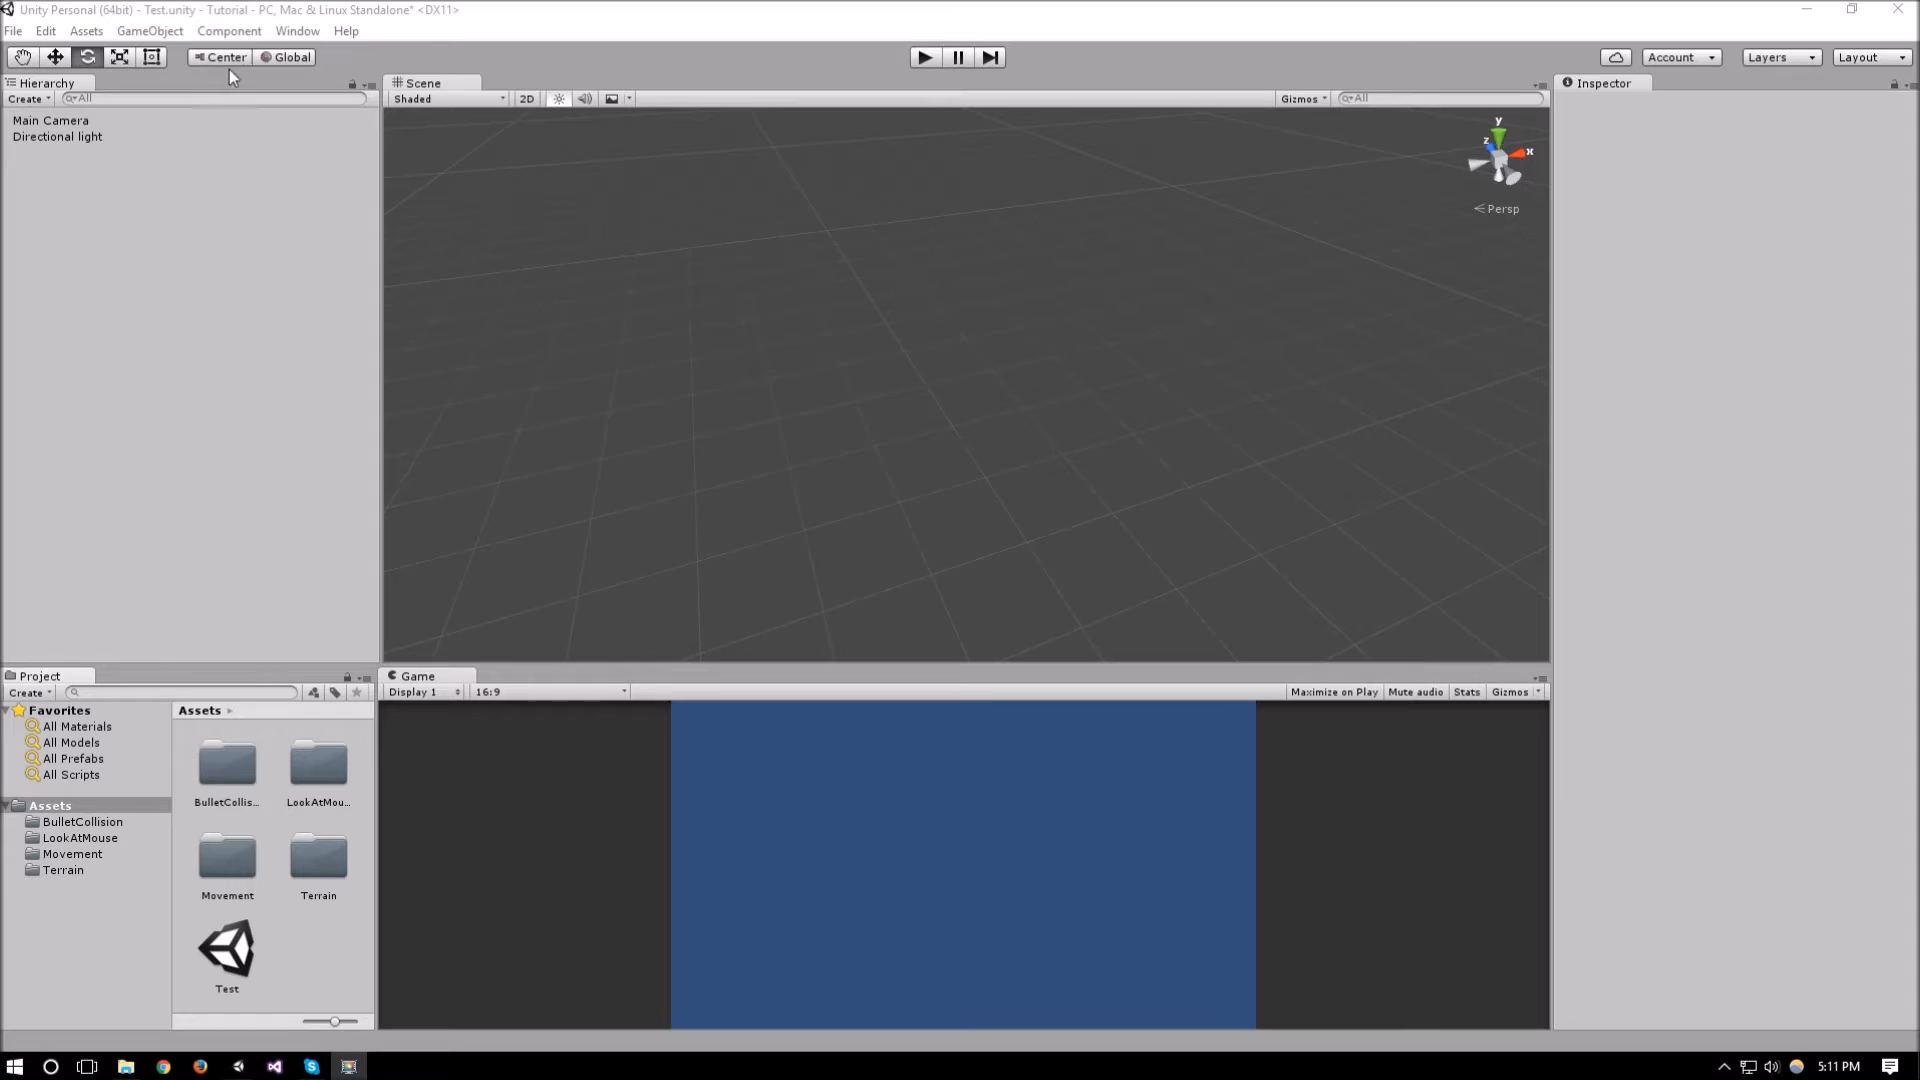 Unity Personal (64bit) - Test.unity - Tutorial - PC, Mac & Linux Standalone* <DX11>
File Edit Assets GameObject Component Window Help
Center Global Account Layers Layout
Hierarchy Scene Inspector
Create All Shaded 2D Gizmos All
Main Camera
Directional light
y
z x
Persp
Project Game
Create Display 1 16:9 Maximize on Play Mute audio Stats Gizmos
Favorites Assets
All Materials
All Models
All Prefabs
All Scripts
Assets
BulletCollision
LookAtMouse
Movement
Terrain
BulletCollis... LookAtMou...
Movement Terrain
Test
5:11 PM